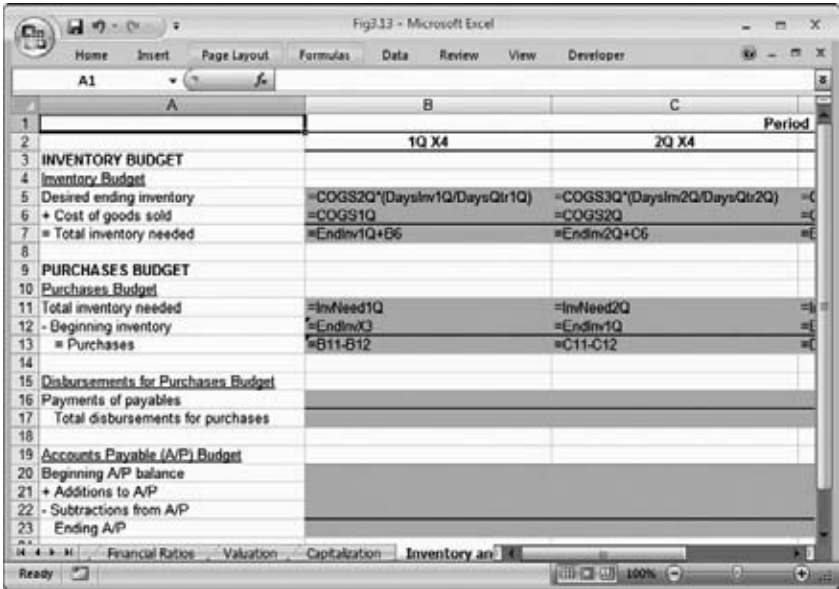 Fig3.13 - Microsoft Excel
Home Insert Page Layout Formulas Data Review View Developer
A1 fx
A B C
1 Period
2 1Q X4 2Q X4
3 INVENTORY BUDGET
4 Inventory Budget
5 Desired ending inventory =COGS2Q*(DaysInv1Q/DaysQtr1Q) =COGS3Q*(DaysInv2Q/DaysQtr2Q)
6 + Cost of goods sold =COGS1Q =COGS2Q
7 = Total inventory needed =EndInv1Q+B6 =EndInv2Q+C6
8
9 PURCHASES BUDGET
10 Purchases Budget
11 Total inventory needed =InvNeed1Q =InvNeed2Q
12 - Beginning inventory =EndInvX3 =EndInv1Q
13 = Purchases =B11-B12 =C11-C12
14
15 Disbursements for Purchases Budget
16 Payments of payables
17 Total disbursements for purchases
18
19 Accounts Payable (A/P) Budget
20 Beginning A/P balance
21 + Additions to A/P
22 - Subtractions from A/P
23 Ending A/P
Financial Ratios Valuation Capitalization Inventory an
Ready 100%